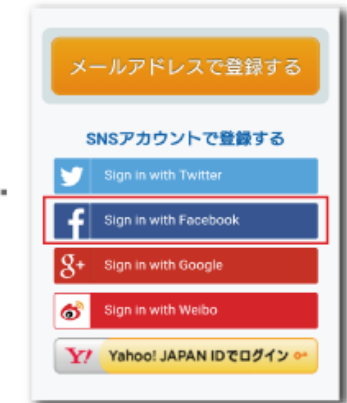 メールアドレスで登録する
SNSアカウントで登録する
Sign in with Twitter
f Sign in with Facebook
g+ Sign in with Google
Sign in with Weibo
Y! Yahoo! JAPAN IDでログイン